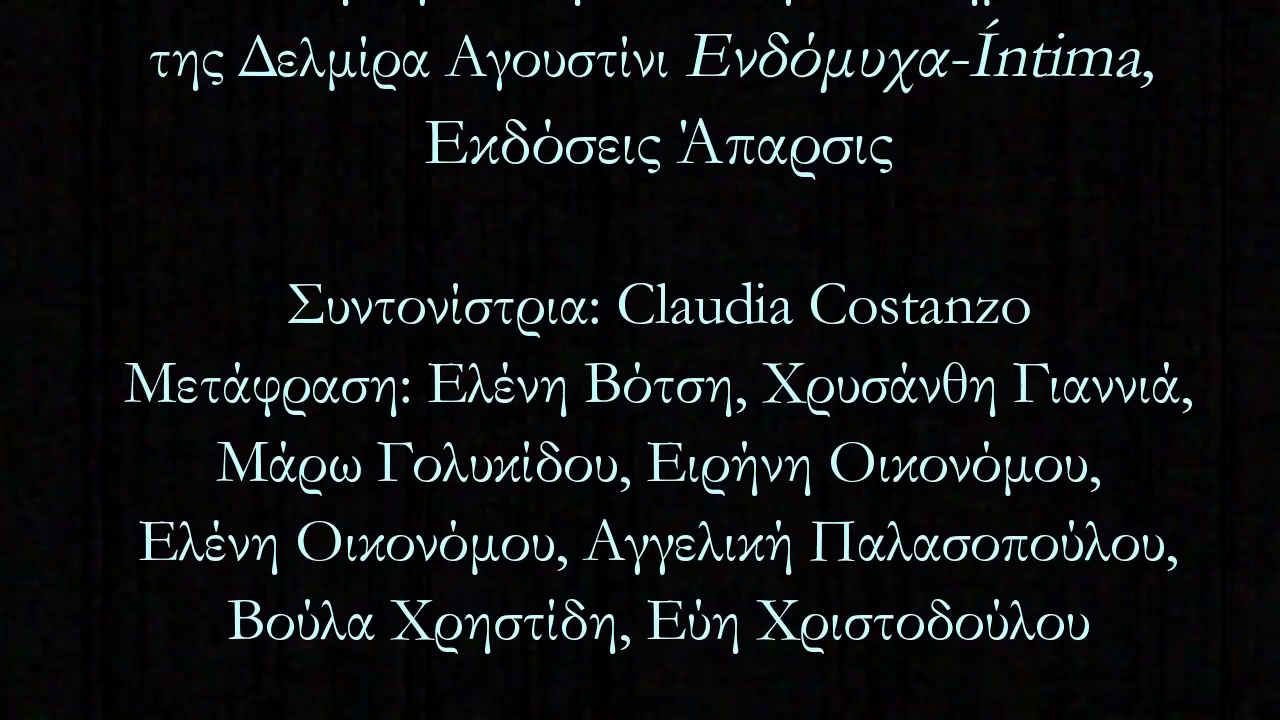 της Δελμίρα Αγουστίνι Ενδόμυχα-Íntima,
Εκδόσεις Άπαρσις
Συντονίστρια: Claudia Costanzo
Μετάφραση: Ελένη Βότση, Χρυσάνθη Γιαννιά,
Μάρω Γολυκίδου, Ειρήνη Οικονόμου,
Ελένη Οικονόμου, Αγγελική Παλασοπούλου,
Βούλα Χρηστίδη, Εύη Χριστοδούλου